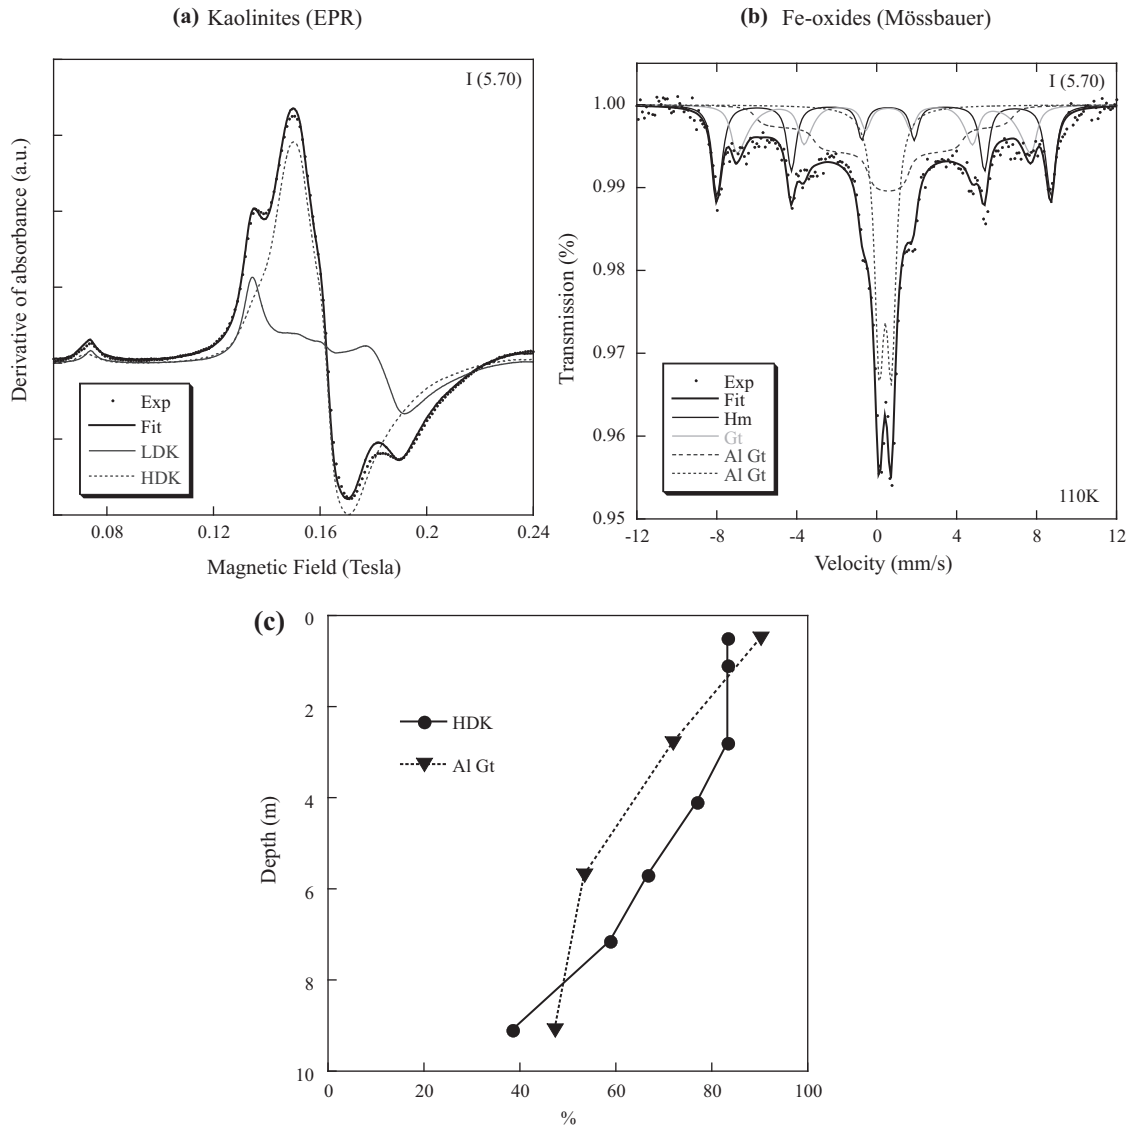 (a) Kaolinites (EPR)
(b) Fe-oxides (Mössbauer)
I (5.70)
Derivative of absorbance (a.u.)
Exp
Fit
LDK
HDK
0.08 0.12 0.16 0.2 0.24
Magnetic Field (Tesla)
I (5.70)
Transmission (%)
1.00
0.99
0.98
0.97
0.96
0.95
Exp
Fit
Hm
Gt
Al Gt
Al Gt
110K
-12 -8 -4 0 4 8 12
Velocity (mm/s)
(c)
Depth (m)
0
2
4
6
8
10
HDK
Al Gt
0 20 40 60 80 100
%